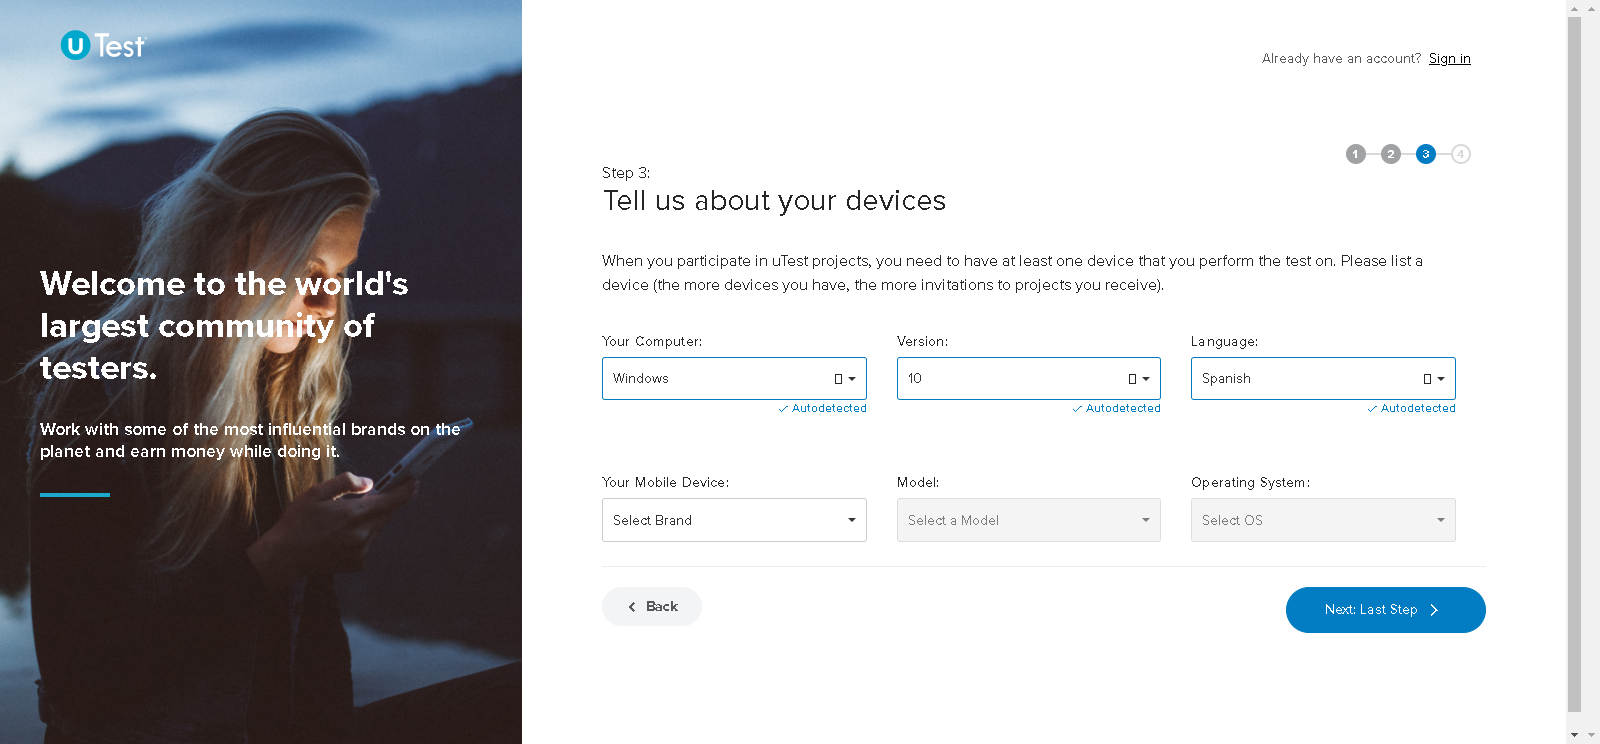 u Test
Already have an account? Sign in
1 2 3 4
Step 3:
Tell us about your devices
Welcome to the world's
largest community of
testers.
Work with some of the most influential brands on the
planet and earn money while doing it.
When you participate in uTest projects, you need to have at least one device that you perform the test on. Please list a
device (the more devices you have, the more invitations to projects you receive).
Your Computer: Version: Language:
Windows 10 Spanish
Autodetected Autodetected Autodetected
Your Mobile Device: Model: Operating System:
Select Brand Select a Model Select OS
Back Next: Last Step